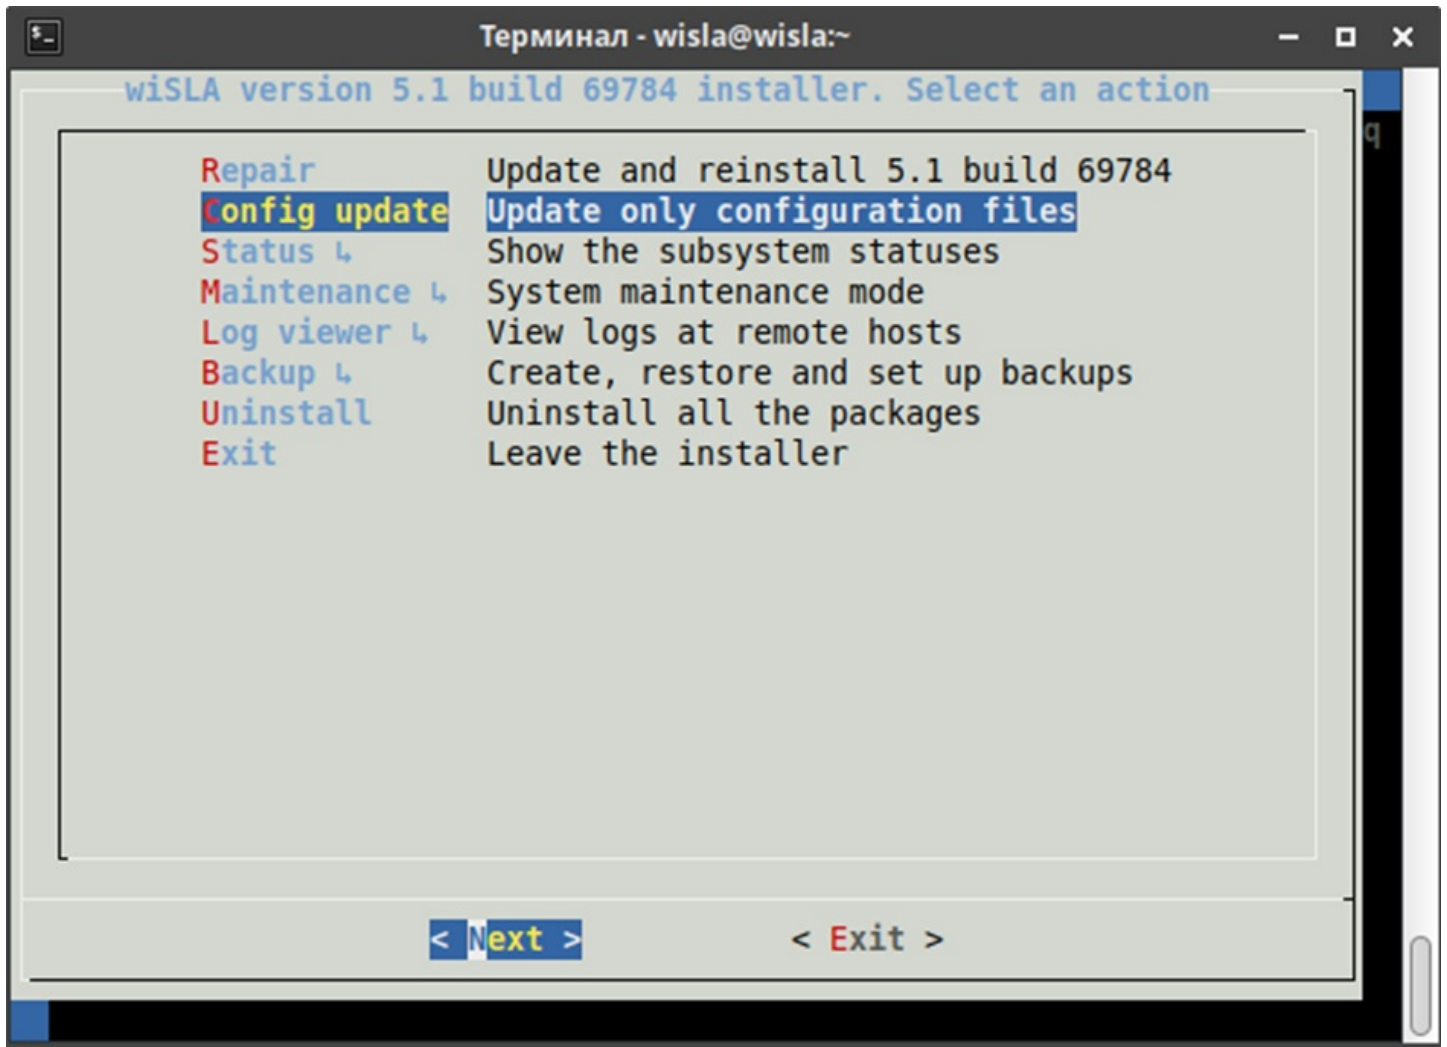 Терминал - wisla@wisla:~
wiSLA version 5.1 build 69784 installer. Select an action
q
Repair Update and reinstall 5.1 build 69784
Config update Update only configuration files
Status ↳ Show the subsystem statuses
Maintenance ↳ System maintenance mode
Log viewer ↳ View logs at remote hosts
Backup ↳ Create, restore and set up backups
Uninstall Uninstall all the packages
Exit Leave the installer
< Next > < Exit >